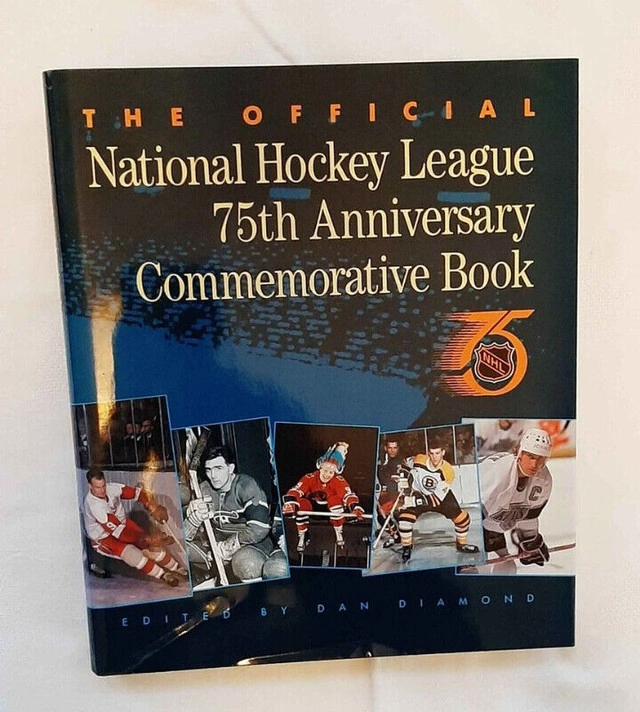 THE OFFICIAL
National Hockey League
75th Anniversary
Commemorative Book
75
NHL
B
C
EDITED BY DAN DIAMOND